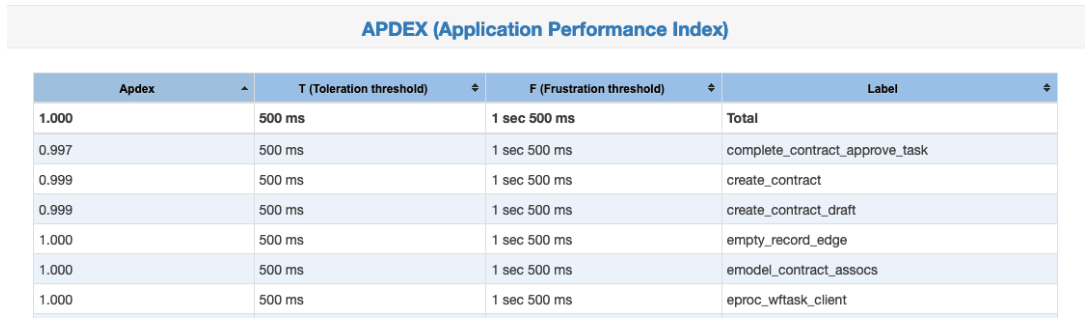 APDEX (Application Performance Index)
Apdex T (Toleration threshold) F (Frustration threshold) Label
1.000 500 ms 1 sec 500 ms Total
0.997 500 ms 1 sec 500 ms complete_contract_approve_task
0.999 500 ms 1 sec 500 ms create_contract
0.999 500 ms 1 sec 500 ms create_contract_draft
1.000 500 ms 1 sec 500 ms empty_record_edge
1.000 500 ms 1 sec 500 ms emodel_contract_assocs
1.000 500 ms 1 sec 500 ms eproc_wftask_client